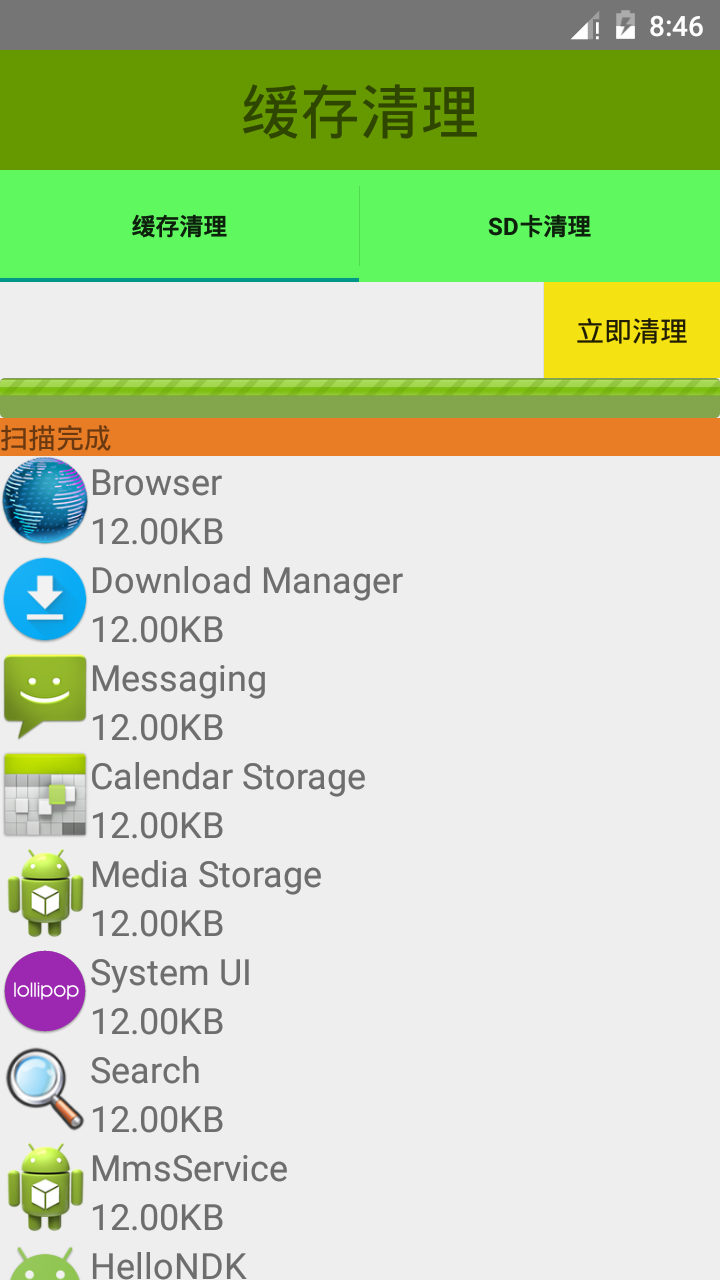 8:46
缓存清理
缓存清理
SD卡清理
立即清理
扫描完成
Browser
12.00KB
Download Manager
12.00KB
Messaging
12.00KB
Calendar Storage
12.00KB
Media Storage
12.00KB
lollipop
System UI
12.00KB
Search
12.00KB
MmsService
12.00KB
HelloNDK